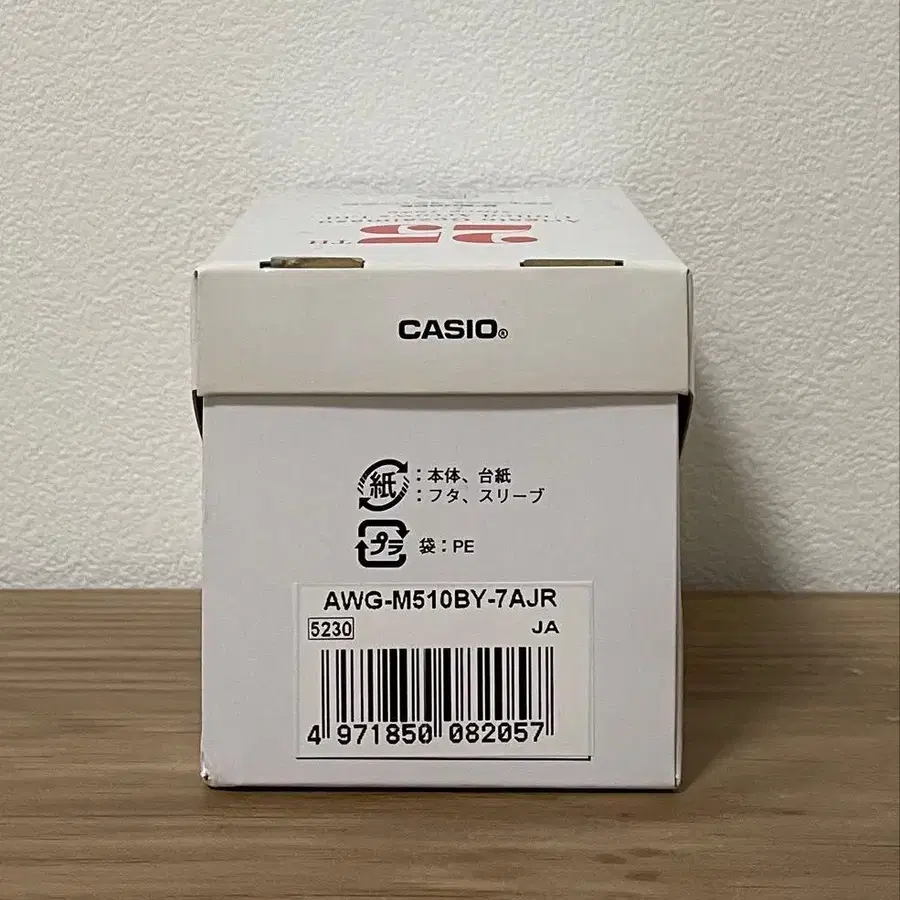 25TH
CASIO®
紙 :本体、台紙
:フタ、スリーブ
プラ 袋:PE
AWG-M510BY-7AJR
5230 JA
4 971850 082057